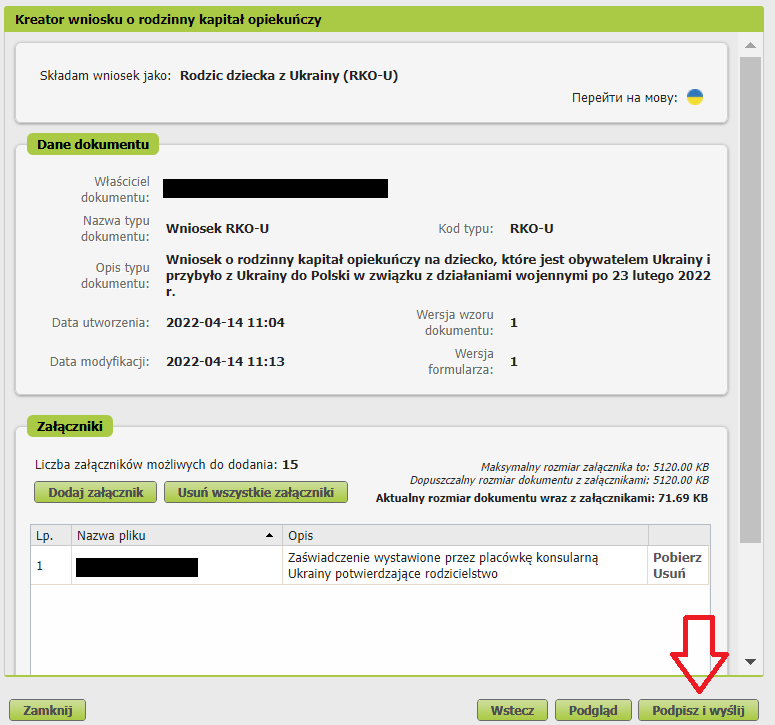 Kreator wniosku o rodzinny kapitał opiekuńczy
Składam wniosek jako: Rodzic dziecka z Ukrainy (RKO-U)
Перейти на мову:
Dane dokumentu
Właściciel
dokumentu:
Nazwa typu
dokumentu:
Wniosek RKO-U
Kod typu: RKO-U
Opis typu
dokumentu:
Wniosek o rodzinny kapitał opiekuńczy na dziecko, które jest obywatelem Ukrainy i
przybyło z Ukrainy do Polski w związku z działaniami wojennymi po 23 lutego 2022
r.
Data utworzenia: 2022-04-14 11:04
Wersja wzoru
dokumentu:
1
Data modyfikacji: 2022-04-14 11:13
Wersja
formularza:
1
Załączniki
Liczba załączników możliwych do dodania: 15
Maksymalny rozmiar załącznika to: 5120.00 KB
Dopuszczalny rozmiar dokumentu z załącznikami: 5120.00 KB
Aktualny rozmiar dokumentu wraz z załącznikami: 71.69 KB
Dodaj załącznik Usuń wszystkie załączniki
Lp. Nazwa pliku Opis
1 Zaświadczenie wystawione przez placówkę konsularną
Ukrainy potwierdzające rodzicielstwo
Pobierz
Usuń
Zamknij Wstecz Podgląd Podpisz i wyślij